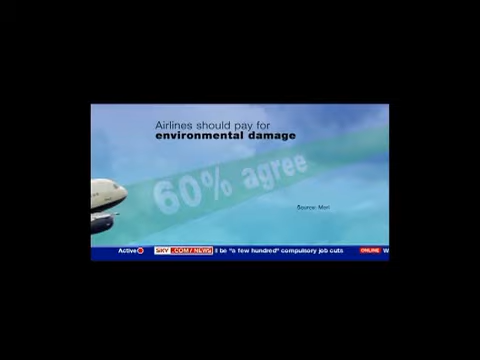 Airlines should pay for
environmental damage
60% agree
Source: Mori
Active
SKY.COM/NEWS l be "a few hundred" compulsory job cuts ONLINE W